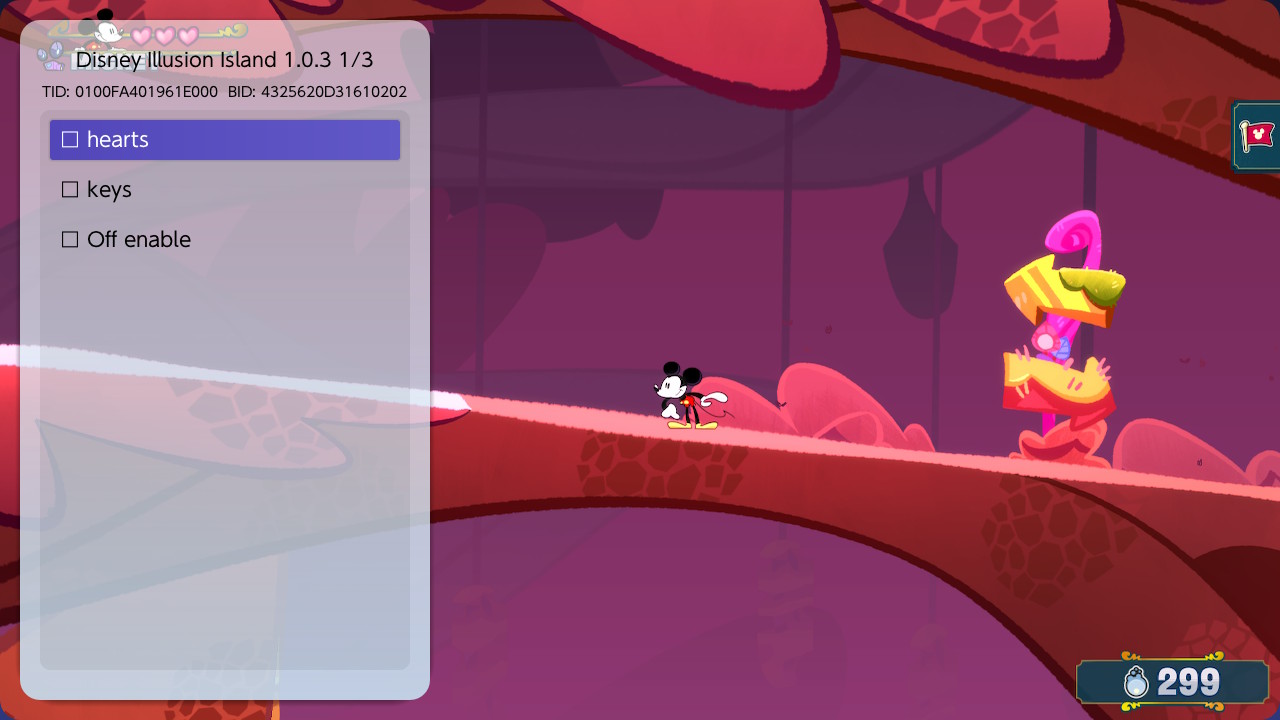 Disney Illusion Island 1.0.3 1/3
TID: 0100FA401961E000 BID: 4325620D31610202
☐ hearts
☐ keys
☐ Off enable
299